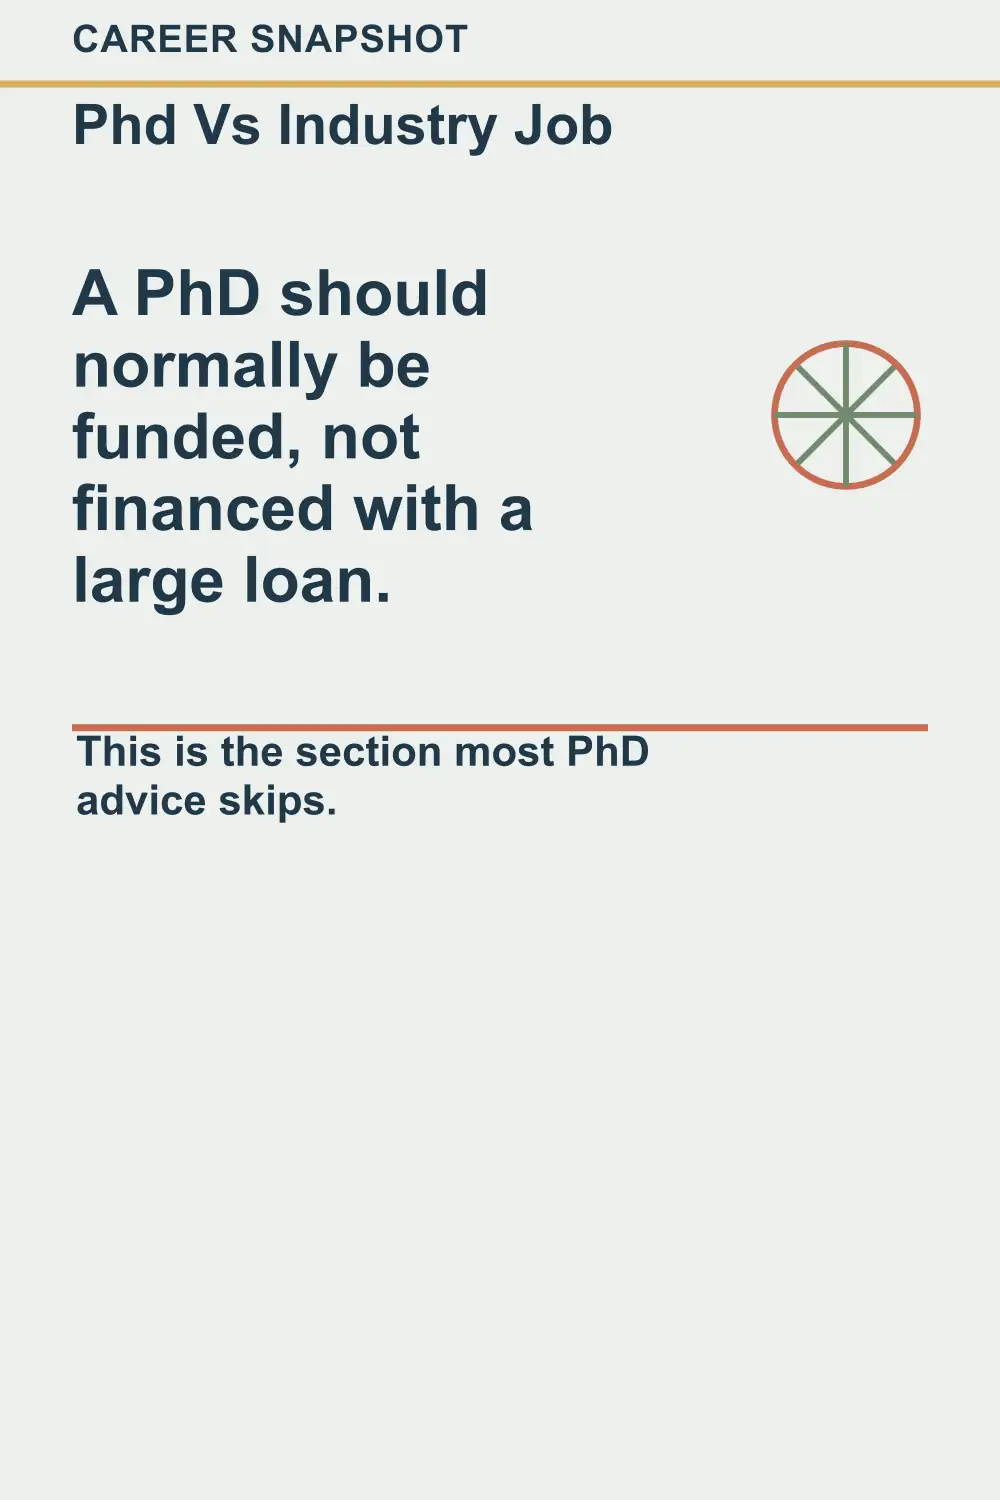 CAREER SNAPSHOT
Phd Vs Industry Job
A PhD should
normally be
funded, not
financed with a
large loan.
This is the section most PhD
advice skips.